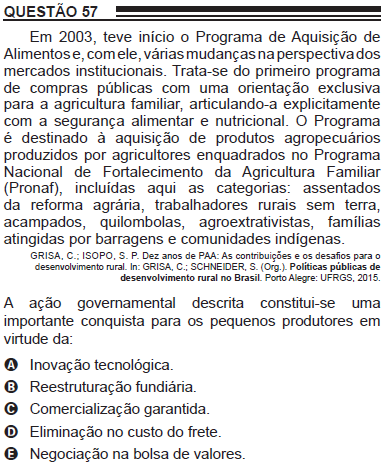 QUESTÃO 57
Em 2003, teve início o Programa de Aquisição de
Alimentos e, com ele, várias mudanças na perspectiva dos
mercados institucionais. Trata-se do primeiro programa
de compras públicas com uma orientação exclusiva
para a agricultura familiar, articulando-a explicitamente
com a segurança alimentar e nutricional. O Programa
é destinado à aquisição de produtos agropecuários
produzidos por agricultores enquadrados no Programa
Nacional de Fortalecimento da Agricultura Familiar
(Pronaf), incluídas aqui as categorias: assentados
da reforma agrária, trabalhadores rurais sem terra,
acampados, quilombolas, agroextrativistas, famílias
atingidas por barragens e comunidades indígenas.
GRISA, C.; ISOPO, S. P. Dez anos de PAA: As contribuições e os desafios para o
desenvolvimento rural. In: GRISA, C.; SCHNEIDER, S. (Org.). Políticas públicas de
desenvolvimento rural no Brasil. Porto Alegre: UFRGS, 2015.
A ação governamental descrita constitui-se uma
importante conquista para os pequenos produtores em
virtude da:
A Inovação tecnológica.
B Reestruturação fundiária.
C Comercialização garantida.
D Eliminação no custo do frete.
E Negociação na bolsa de valores.